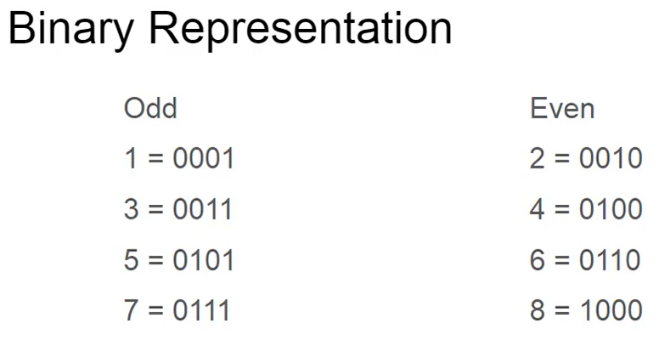 Binary Representation
Odd Even
1 = 0001 2 = 0010
3 = 0011 4 = 0100
5 = 0101 6 = 0110
7 = 0111 8 = 1000